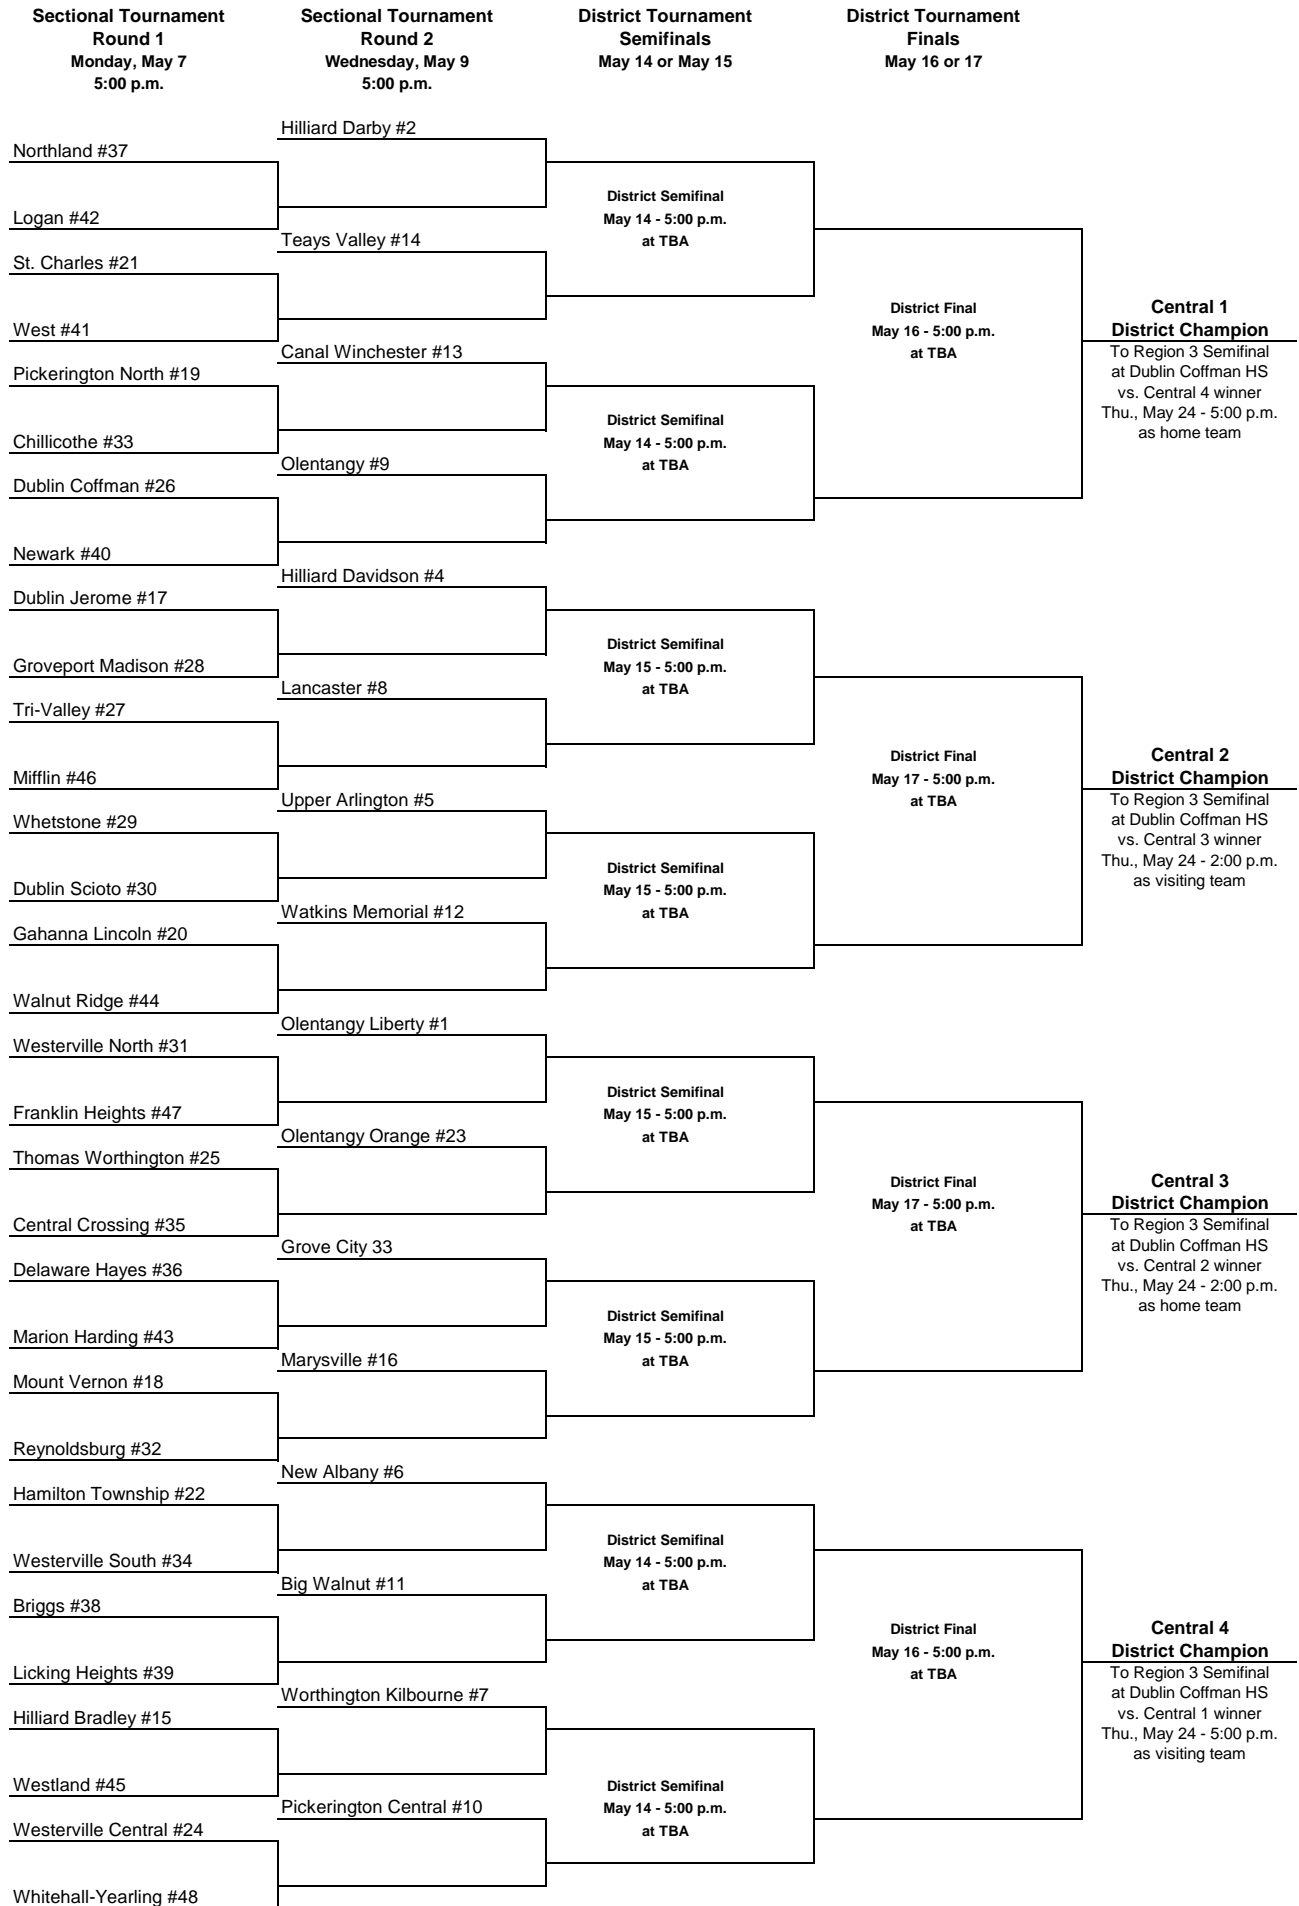 Sectional Tournament
Round 1
Monday, May 7
5:00 p.m.
Sectional Tournament
Round 2
Wednesday, May 9
5:00 p.m.
District Tournament
Semifinals
May 14 or May 15
District Tournament
Finals
May 16 or 17
Northland #37
Logan #42
St. Charles #21
West #41
Pickerington North #19
Chillicothe #33
Dublin Coffman #26
Newark #40
Dublin Jerome #17
Groveport Madison #28
Tri-Valley #27
Mifflin #46
Whetstone #29
Dublin Scioto #30
Gahanna Lincoln #20
Walnut Ridge #44
Westerville North #31
Franklin Heights #47
Thomas Worthington #25
Central Crossing #35
Delaware Hayes #36
Marion Harding #43
Mount Vernon #18
Reynoldsburg #32
Hamilton Township #22
Westerville South #34
Briggs #38
Licking Heights #39
Hilliard Bradley #15
Westland #45
Westerville Central #24
Whitehall-Yearling #48
Hilliard Darby #2
Teays Valley #14
Canal Winchester #13
Olentangy #9
Hilliard Davidson #4
Lancaster #8
Upper Arlington #5
Watkins Memorial #12
Olentangy Liberty #1
Olentangy Orange #23
Grove City 33
Marysville #16
New Albany #6
Big Walnut #11
Worthington Kilbourne #7
Pickerington Central #10
District Semifinal
May 14 - 5:00 p.m.
at TBA
District Semifinal
May 14 - 5:00 p.m.
at TBA
District Semifinal
May 15 - 5:00 p.m.
at TBA
District Semifinal
May 15 - 5:00 p.m.
at TBA
District Semifinal
May 15 - 5:00 p.m.
at TBA
District Semifinal
May 15 - 5:00 p.m.
at TBA
District Semifinal
May 14 - 5:00 p.m.
at TBA
District Semifinal
May 14 - 5:00 p.m.
at TBA
District Final
May 16 - 5:00 p.m.
at TBA
District Final
May 17 - 5:00 p.m.
at TBA
District Final
May 17 - 5:00 p.m.
at TBA
District Final
May 16 - 5:00 p.m.
at TBA
Central 1
District Champion
To Region 3 Semifinal
at Dublin Coffman HS
vs. Central 4 winner
Thu., May 24 - 5:00 p.m.
as home team
Central 2
District Champion
To Region 3 Semifinal
at Dublin Coffman HS
vs. Central 3 winner
Thu., May 24 - 2:00 p.m.
as visiting team
Central 3
District Champion
To Region 3 Semifinal
at Dublin Coffman HS
vs. Central 2 winner
Thu., May 24 - 2:00 p.m.
as home team
Central 4
District Champion
To Region 3 Semifinal
at Dublin Coffman HS
vs. Central 1 winner
Thu., May 24 - 5:00 p.m.
as visiting team